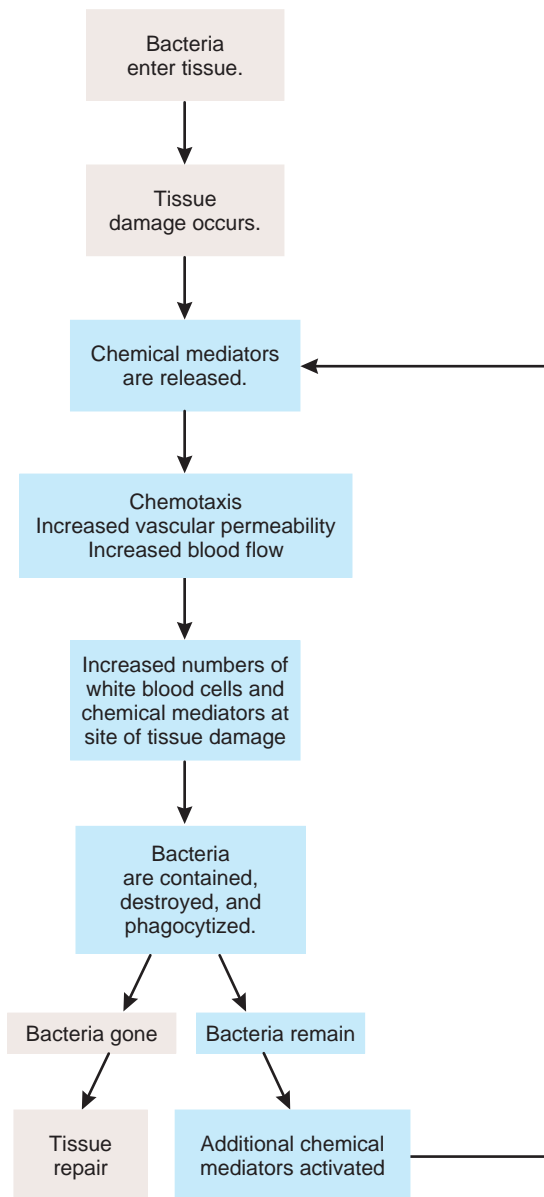 Bacteria
enter tissue.
Tissue
damage occurs.
Chemical mediators
are released.
Chemotaxis
Increased vascular permeability
Increased blood flow
Increased numbers of
white blood cells and
chemical mediators at
site of tissue damage
Bacteria
are contained,
destroyed, and
phagocytized.
Bacteria gone
Bacteria remain
Tissue
repair
Additional chemical
mediators activated